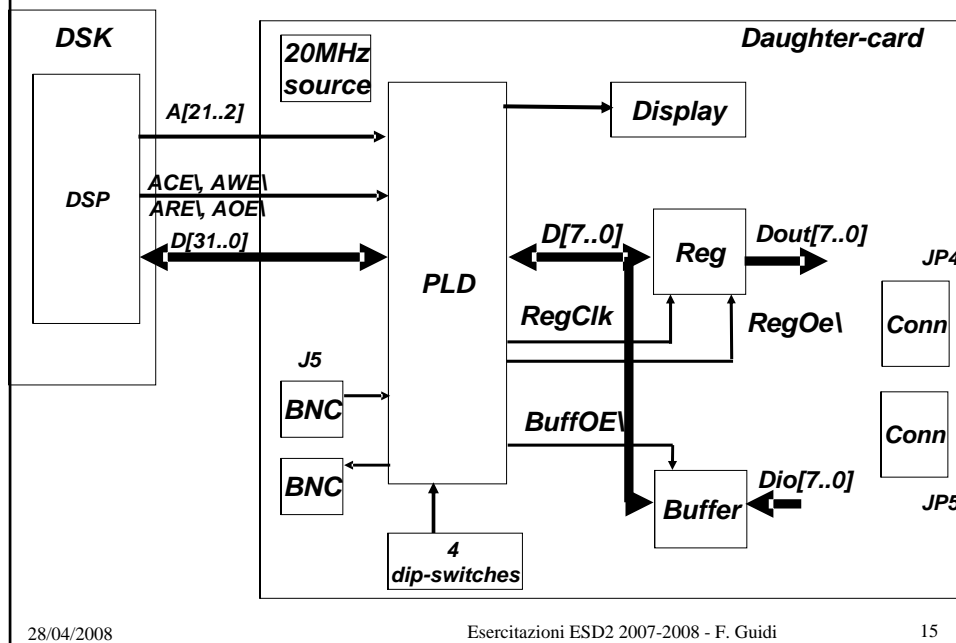 DSK
Daughter-card
20MHz
source
Display
A[21..2]
DSP
ACE\, AWE\
ARE\, AOE\
D[31..0]
D[7..0]
Reg
Dout[7..0]
JP4
PLD
Conn
RegClk
RegOe\
J5
BNC
BuffOE\
Conn
BNC
Dio[7..0]
Buffer
JP5
4
dip-switches
28/04/2008
Esercitazioni ESD2 2007-2008 - F. Guidi
15